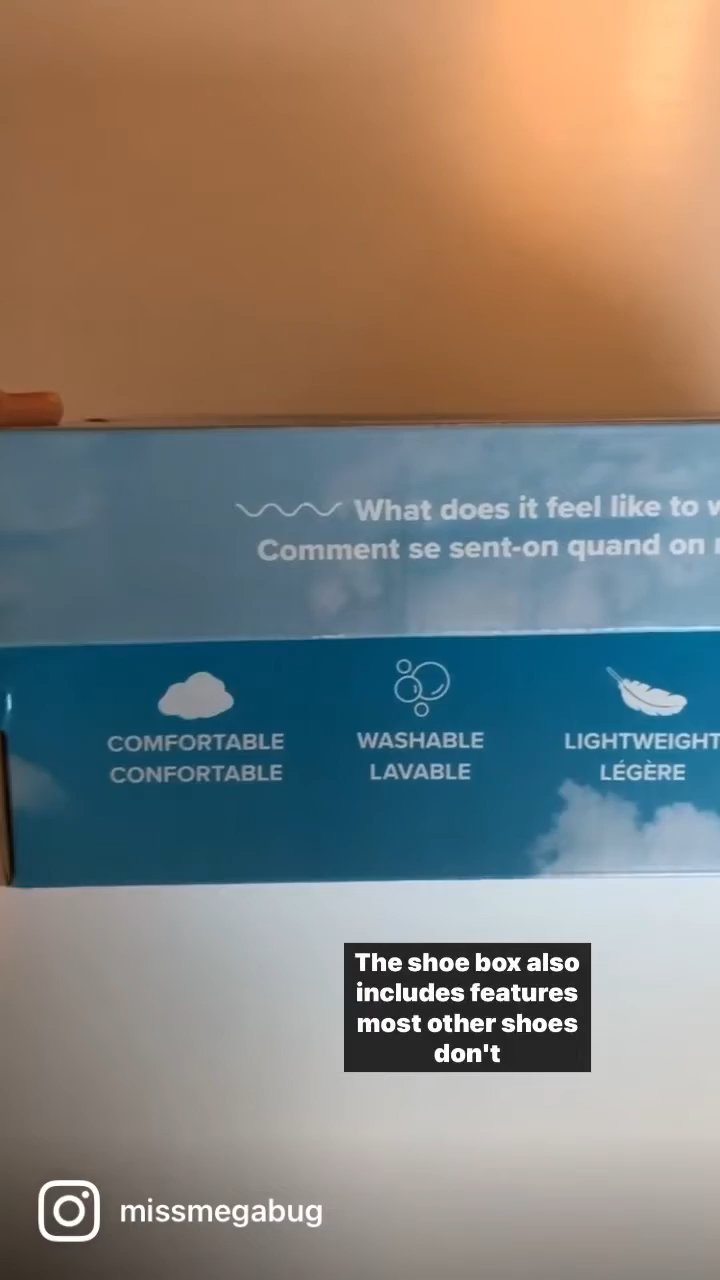 What does it feel like to
Comment se sent-on quand on
COMFORTABLE
CONFORTABLE
WASHABLE
LAVABLE
LIGHTWEIGHT
LÉGÈRE
The shoe box also
includes features
most other shoes
don't
missmegabug